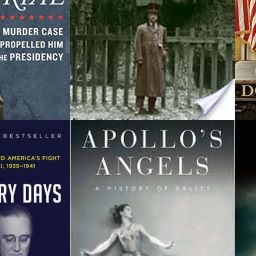 MURDER CASE
PROPELLED HIM
THE PRESIDENCY
BESTSELLER
AMERICA'S FIGHT
1939–1941
RY DAYS
APOLLO'S
ANGELS
A HISTORY OF BALLET